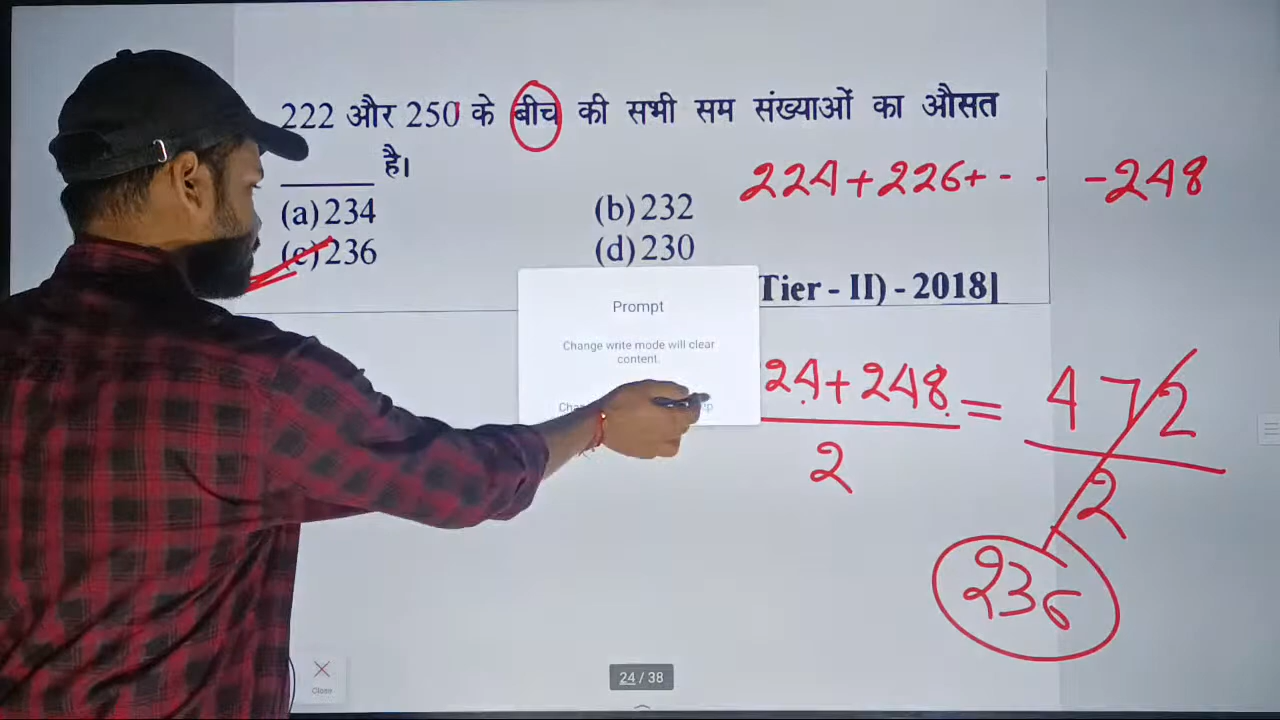 222 और 250 के बीच की सभी सम संख्याओं का औसत
है।
(a) 234
(b) 232
(c) 236
(d) 230
Tier - II) - 2018]
224+226+-- -248
Prompt
Change write mode will clear
content.
24+248 = 472
2 2
236
Close
24 / 38